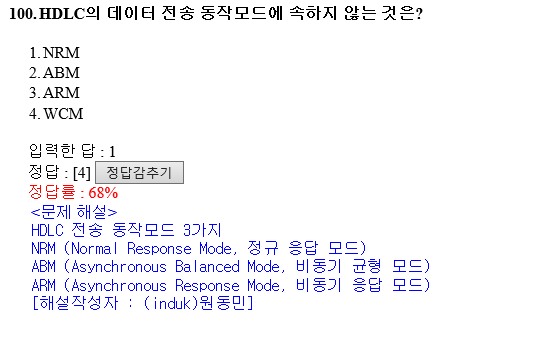 100.HDLC의 데이터 전송 동작모드에 속하지 않는 것은?
1. NRM
2. ABM
3. ARM
4. WCM
입력한 답 : 1
정답 : [4] 정답감추기
정답률 : 68%
<문제 해설>
HDLC 전송 동작모드 3가지
NRM (Normal Response Mode, 정규 응답 모드)
ABM (Asynchronous Balanced Mode, 비동기 균형 모드)
ARM (Asynchronous Response Mode, 비동기 응답 모드)
[해설작성자 : (induk)원동민]